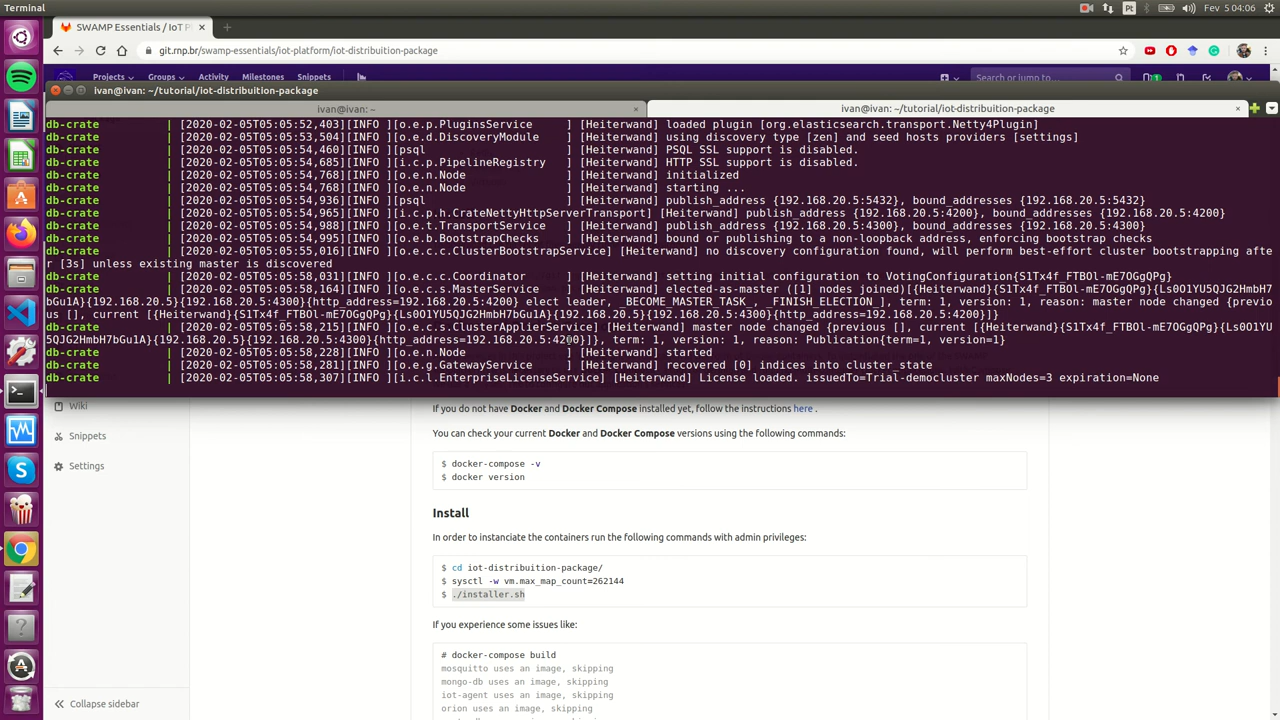 Terminal
Pt
Fev 5 04:06
SWAMP Essentials / IoT Pl
git.rnp.br/swamp-essentials/iot-platform/iot-distribuition-package
Projects
Groups
Activity
Milestones
Snippets
Search or jump to...
1
ivan@ivan: ~/tutorial/iot-distribuition-package
ivan@ivan: ~
ivan@ivan: ~/tutorial/iot-distribuition-package
db-crate | [2020-02-05T05:05:52,403][INFO ][o.e.p.PluginsService ] [Heiterwand] loaded plugin [org.elasticsearch.transport.Netty4Plugin]
db-crate | [2020-02-05T05:05:53,504][INFO ][o.e.d.DiscoveryModule ] [Heiterwand] using discovery type [zen] and seed hosts providers [settings]
db-crate | [2020-02-05T05:05:54,460][INFO ][psql ] [Heiterwand] PSQL SSL support is disabled.
db-crate | [2020-02-05T05:05:54,685][INFO ][i.c.p.PipelineRegistry ] [Heiterwand] HTTP SSL support is disabled.
db-crate | [2020-02-05T05:05:54,768][INFO ][o.e.n.Node ] [Heiterwand] initialized
db-crate | [2020-02-05T05:05:54,768][INFO ][o.e.n.Node ] [Heiterwand] starting ...
db-crate | [2020-02-05T05:05:54,936][INFO ][psql ] [Heiterwand] publish_address {192.168.20.5:5432}, bound_addresses {192.168.20.5:5432}
db-crate | [2020-02-05T05:05:54,965][INFO ][i.c.p.h.CrateNettyHttpServerTransport] [Heiterwand] publish_address {192.168.20.5:4200}, bound_addresses {192.168.20.5:4200}
db-crate | [2020-02-05T05:05:54,988][INFO ][o.e.t.TransportService ] [Heiterwand] publish_address {192.168.20.5:4300}, bound_addresses {192.168.20.5:4300}
db-crate | [2020-02-05T05:05:54,995][INFO ][o.e.b.BootstrapChecks ] [Heiterwand] bound or publishing to a non-loopback address, enforcing bootstrap checks
db-crate | [2020-02-05T05:05:55,016][INFO ][o.e.c.c.ClusterBootstrapService] [Heiterwand] no discovery configuration found, will perform best-effort cluster bootstrapping afte
r [3s] unless existing master is discovered
db-crate | [2020-02-05T05:05:58,031][INFO ][o.e.c.c.Coordinator ] [Heiterwand] setting initial configuration to VotingConfiguration{S1Tx4f_FTBOl-mE7OGgQPg}
db-crate | [2020-02-05T05:05:58,164][INFO ][o.e.c.s.MasterService ] [Heiterwand] elected-as-master ([1] nodes joined)[{Heiterwand}{S1Tx4f_FTBOl-mE7OGgQPg}{Ls0O1YU5QJG2HmbH7
bGu1A}{192.168.20.5}{192.168.20.5:4300}{http_address=192.168.20.5:4200} elect leader, _BECOME_MASTER_TASK_, _FINISH_ELECTION_], term: 1, version: 1, reason: master node changed {previo
us [], current [{Heiterwand}{S1Tx4f_FTBOl-mE7OGgQPg}{Ls0O1YU5QJG2HmbH7bGu1A}{192.168.20.5}{192.168.20.5:4300}{http_address=192.168.20.5:4200}]}
db-crate | [2020-02-05T05:05:58,215][INFO ][o.e.c.s.ClusterApplierService] [Heiterwand] master node changed {previous [], current [{Heiterwand}{S1Tx4f_FTBOl-mE7OGgQPg}{Ls0O1YU
5QJG2HmbH7bGu1A}{192.168.20.5}{192.168.20.5:4300}{http_address=192.168.20.5:4200}]}, term: 1, version: 1, reason: Publication{term=1, version=1}
db-crate | [2020-02-05T05:05:58,228][INFO ][o.e.n.Node ] [Heiterwand] started
db-crate | [2020-02-05T05:05:58,281][INFO ][o.e.g.GatewayService ] [Heiterwand] recovered [0] indices into cluster_state
db-crate | [2020-02-05T05:05:58,307][INFO ][i.c.l.EnterpriseLicenseService] [Heiterwand] License loaded. issuedTo=Trial-democluster maxNodes=3 expiration=None
Wiki
Snippets
Settings
Collapse sidebar
If you do not have Docker and Docker Compose installed yet, follow the instructions here .
You can check your current Docker and Docker Compose versions using the following commands:
$ docker-compose -v
$ docker version
Install
In order to instanciate the containers run the following commands with admin privileges:
$ cd iot-distribuition-package/
$ sysctl -w vm.max_map_count=262144
$ ./installer.sh
If you experience some issues like:
# docker-compose build
mosquitto uses an image, skipping
mongo-db uses an image, skipping
iot-agent uses an image, skipping
orion uses an image, skipping